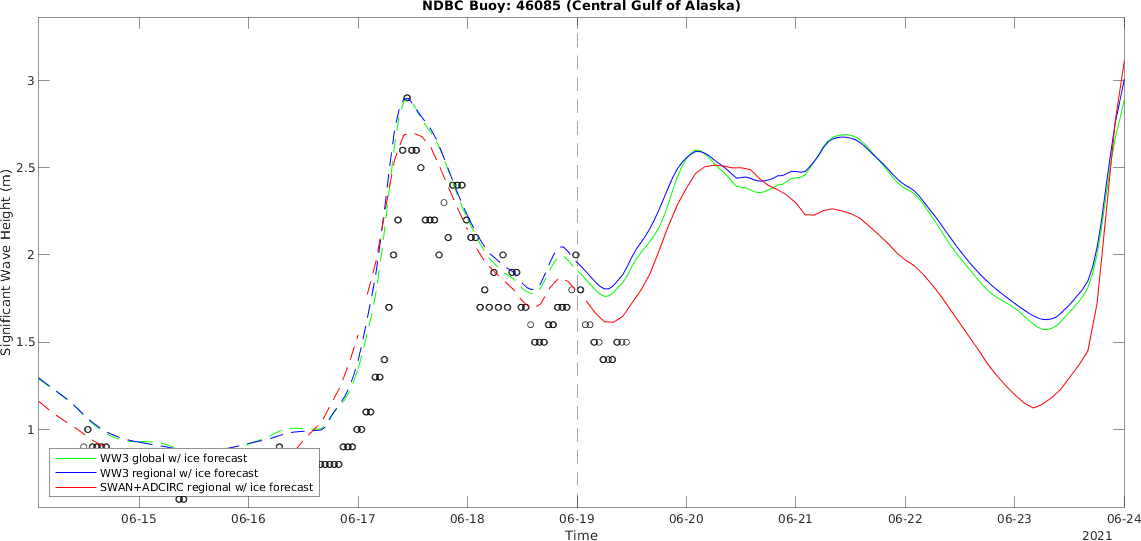 NDBC Buoy: 46085 (Central Gulf of Alaska)
Significant Wave Height (m)
3
2.5
2
1.5
1
WW3 global w/ ice forecast
WW3 regional w/ ice forecast
SWAN+ADCIRC regional w/ ice forecast
06-15 06-16 06-17 06-18 06-19 06-20 06-21 06-22 06-23 06-24
Time
2021